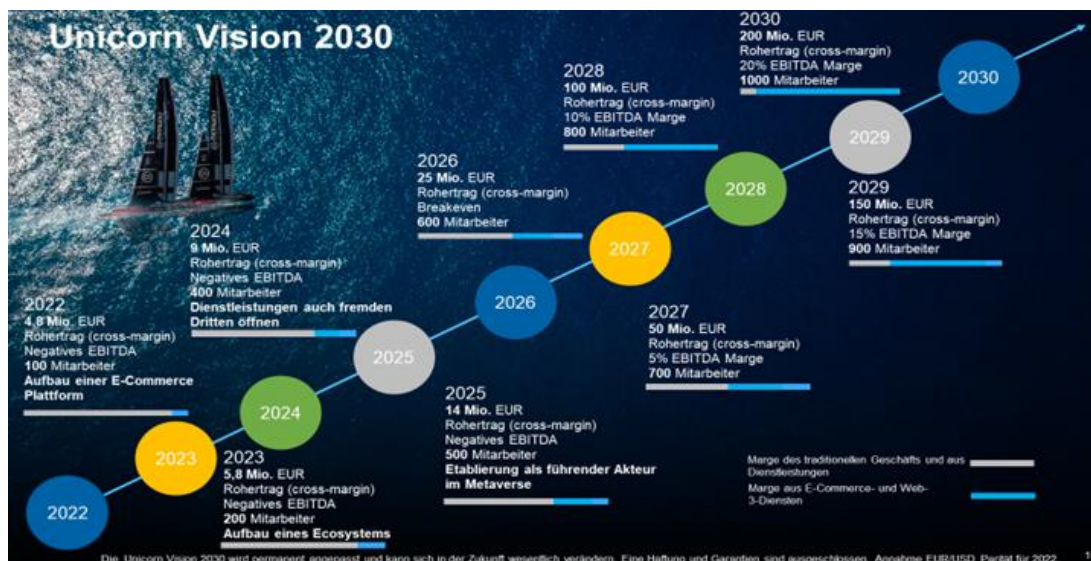 Unicorn Vision 2030
2022
4,8 Mio. EUR
Rohertrag (cross-margin)
Negatives EBITDA
100 Mitarbeiter
Aufbau einer E-Commerce
Plattform
2023
5,8 Mio. EUR
Rohertrag (cross-margin)
Negatives EBITDA
200 Mitarbeiter
Aufbau eines Ecosystems
2024
9 Mio. EUR
Rohertrag (cross-margin)
Negatives EBITDA
400 Mitarbeiter
Dienstleistungen auch fremden
Dritten öffnen
2025
14 Mio. EUR
Rohertrag (cross-margin)
Negatives EBITDA
500 Mitarbeiter
Etablierung als führender Akteur
im Metaverse
2026
25 Mio. EUR
Rohertrag (cross-margin)
Breakeven
600 Mitarbeiter
2027
50 Mio. EUR
Rohertrag (cross-margin)
5% EBITDA Marge
700 Mitarbeiter
2028
100 Mio. EUR
Rohertrag (cross-margin)
10% EBITDA Marge
800 Mitarbeiter
2029
150 Mio. EUR
Rohertrag (cross-margin)
15% EBITDA Marge
900 Mitarbeiter
2030
200 Mio. EUR
Rohertrag (cross-margin)
20% EBITDA Marge
1000 Mitarbeiter
2022
2023
2024
2025
2026
2027
2028
2029
2030
Marge des traditionellen Geschäfts und aus
Dienstleistungen
Marge aus E-Commerce- und Web-
3-Diensten
Die Unicorn Vision 2030 wird permanent angepasst und kann sich in der Zukunft wesentlich verändern. Eine Haftung und Garantien sind ausgeschlossen. Annahme EUR/USD Parität für 2022